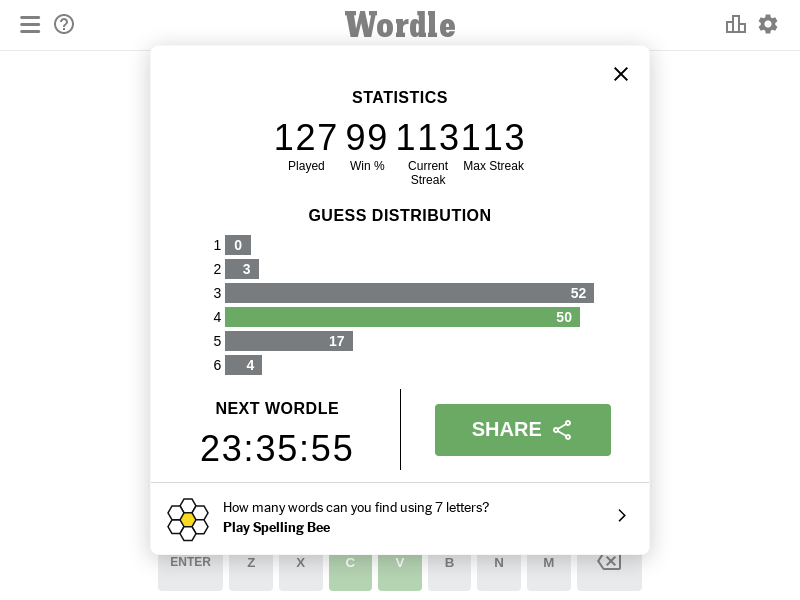 Wordle
STATISTICS
127 99 113 113
Played Win % Current Streak Max Streak
GUESS DISTRIBUTION
1 0
2 3
3 52
4 50
5 17
6 4
NEXT WORDLE
23:35:55
SHARE
How many words can you find using 7 letters?
Play Spelling Bee
ENTER Z X C V B N M